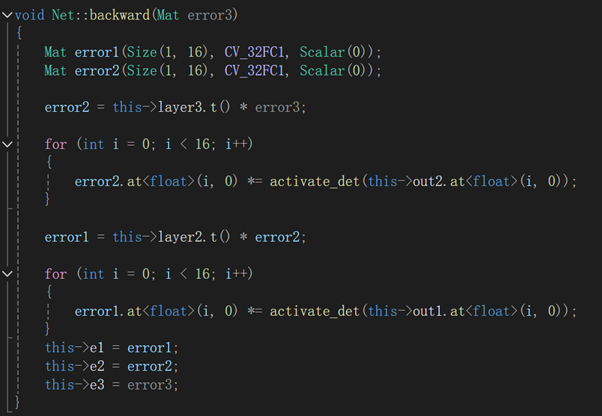 void Net::backward(Mat error3)
{
Mat error1(Size(1, 16), CV_32FC1, Scalar(0));
Mat error2(Size(1, 16), CV_32FC1, Scalar(0));
error2 = this->layer3.t() * error3;
for (int i = 0; i < 16; i++)
{
error2.at<float>(i, 0) *= activate_det(this->out2.at<float>(i, 0));
}
error1 = this->layer2.t() * error2;
for (int i = 0; i < 16; i++)
{
error1.at<float>(i, 0) *= activate_det(this->out1.at<float>(i, 0));
}
this->e1 = error1;
this->e2 = error2;
this->e3 = error3;
}